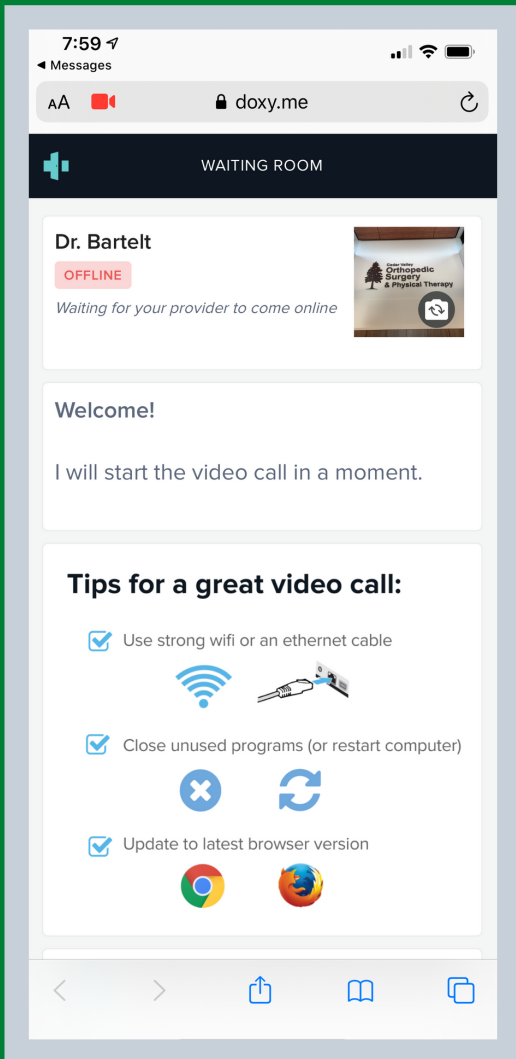 7:59
◀ Messages
AA
doxy.me
WAITING ROOM
Dr. Bartelt
OFFLINE
Waiting for your provider to come online
Cedar Valley
Orthopedic
Surgery
& Physical Therapy
Welcome!
I will start the video call in a moment.
Tips for a great video call:
Use strong wifi or an ethernet cable
Close unused programs (or restart computer)
Update to latest browser version